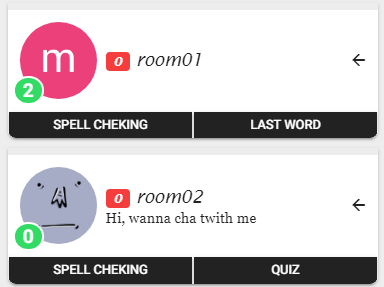 m
2
0 room01
SPELL CHEKING
LAST WORD
A
0
0 room02
Hi, wanna cha twith me
SPELL CHEKING
QUIZ